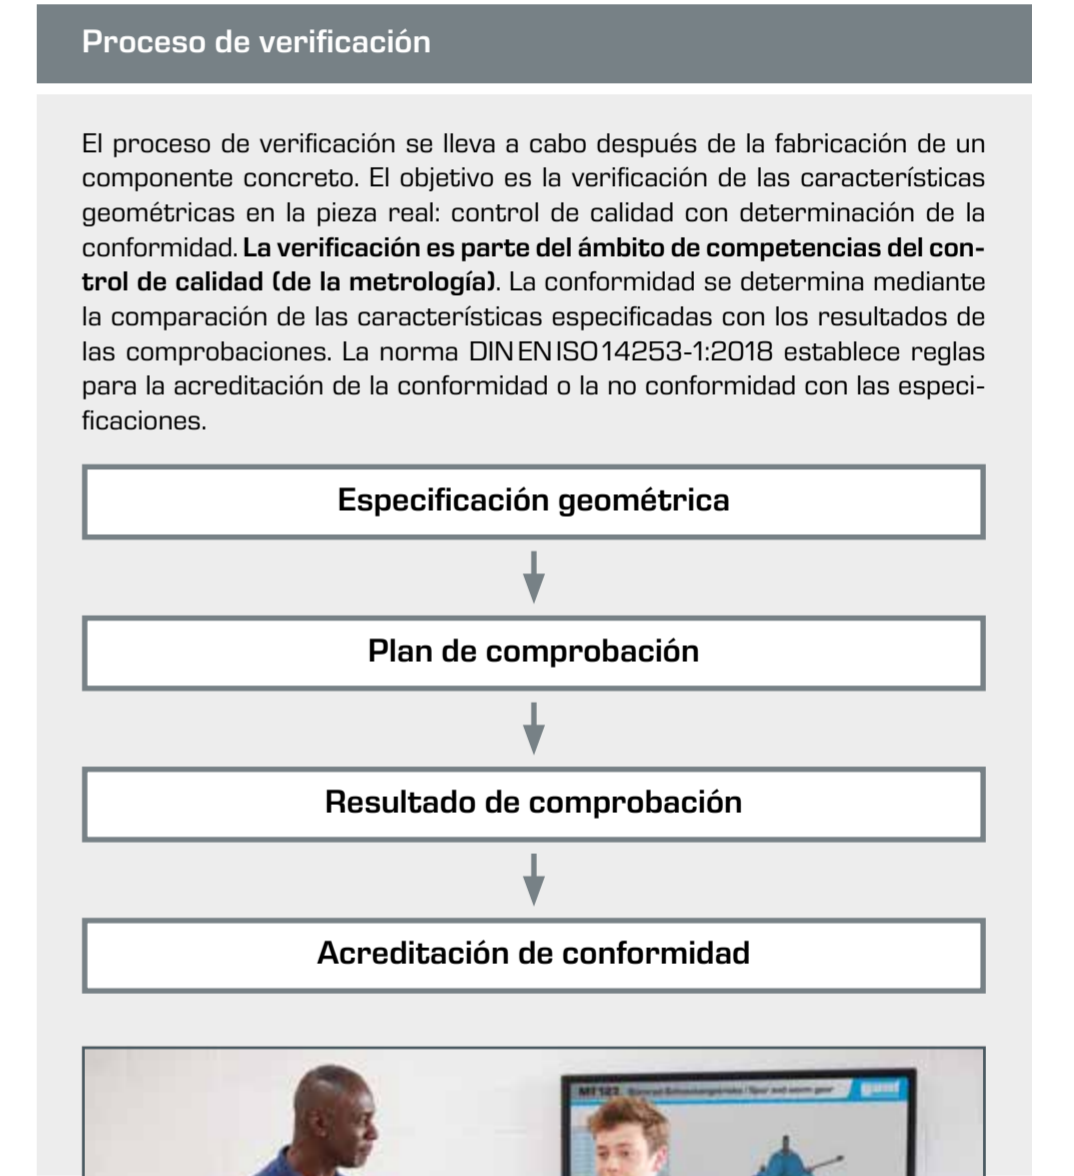 Proceso de verificación
El proceso de verificación se lleva a cabo después de la fabricación de un
componente concreto. El objetivo es la verificación de las características
geométricas en la pieza real: control de calidad con determinación de la
conformidad. La verificación es parte del ámbito de competencias del con-
trol de calidad (de la metrología). La conformidad se determina mediante
la comparación de las características especificadas con los resultados de
las comprobaciones. La norma DIN EN ISO 14253-1:2018 establece reglas
para la acreditación de la conformidad o la no conformidad con las especi-
ficaciones.
Especificación geométrica
Plan de comprobación
Resultado de comprobación
Acreditación de conformidad
gunt